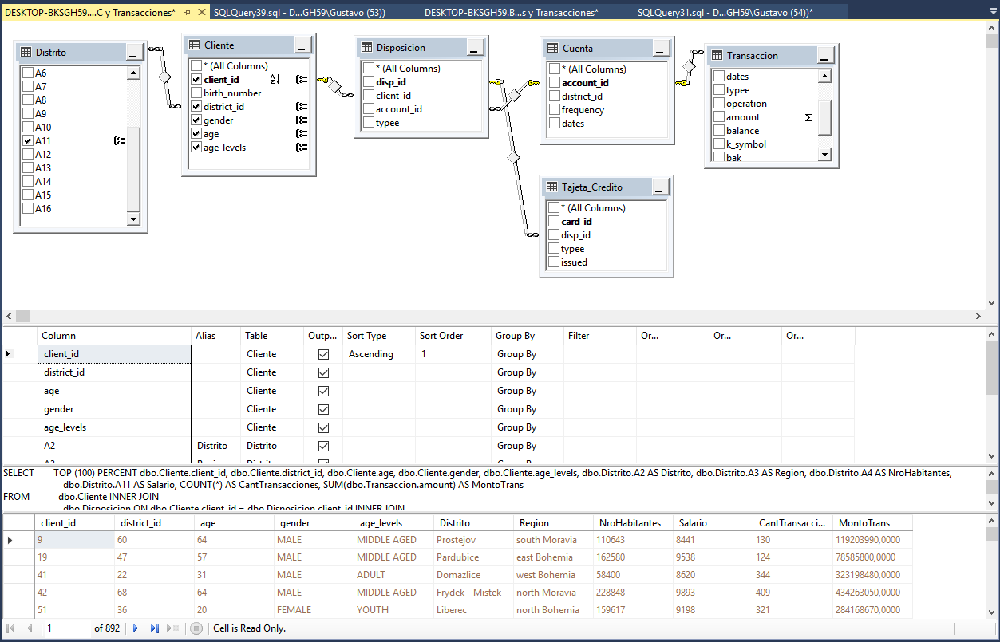 DESKTOP-BKSGH59....C y Transacciones*
SQLQuery39.sql - D...GH59\Gustavo (53))
DESKTOP-BKSGH59.B...s y Transacciones*
SQLQuery31.sql - D...GH59\Gustavo (54))*
Distrito
A6
A7
A8
A9
A10
A11
A12
A13
A14
A15
A16
Cliente
* (All Columns)
client_id
birth_number
district_id
gender
age
age_levels
Disposicion
* (All Columns)
disp_id
client_id
account_id
typee
Cuenta
* (All Columns)
account_id
district_id
frequency
dates
Transaccion
dates
typee
operation
amount
balance
k_symbol
bak
Tajeta_Credito
* (All Columns)
card_id
disp_id
typee
issued
Column Alias Table Outp... Sort Type Sort Order Group By Filter Or... Or... Or...
client_id Cliente Ascending 1 Group By
district_id Cliente Group By
age Cliente Group By
gender Cliente Group By
age_levels Cliente Group By
A2 Distrito Distrito Group By
SELECT TOP (100) PERCENT dbo.Cliente.client_id, dbo.Cliente.district_id, dbo.Cliente.age, dbo.Cliente.gender, dbo.Cliente.age_levels, dbo.Distrito.A2 AS Distrito, dbo.Distrito.A3 AS Region, dbo.Distrito.A4 AS NroHabitantes,
dbo.Distrito.A11 AS Salario, COUNT(*) AS CantTransacciones, SUM(dbo.Transaccion.amount) AS MontoTrans
FROM dbo.Cliente INNER JOIN
dbo.Disposicion ON dbo.Cliente.client_id = dbo.Disposicion.client_id INNER JOIN
client_id district_id age gender age_levels Distrito Region NroHabitantes Salario CantTransacci... MontoTrans
9 60 64 MALE MIDDLE AGED Prostejov south Moravia 110643 8441 130 119203990,0000
19 47 57 MALE MIDDLE AGED Pardubice east Bohemia 162580 9538 124 78585800,0000
41 22 31 MALE ADULT Domazlice west Bohemia 58400 8620 344 323198480,0000
42 68 64 MALE MIDDLE AGED Frydek - Mistek north Moravia 228848 9893 409 434263050,0000
51 36 20 FEMALE YOUTH Liberec north Bohemia 159617 9198 321 284168670,0000
1 of 892 Cell is Read Only.